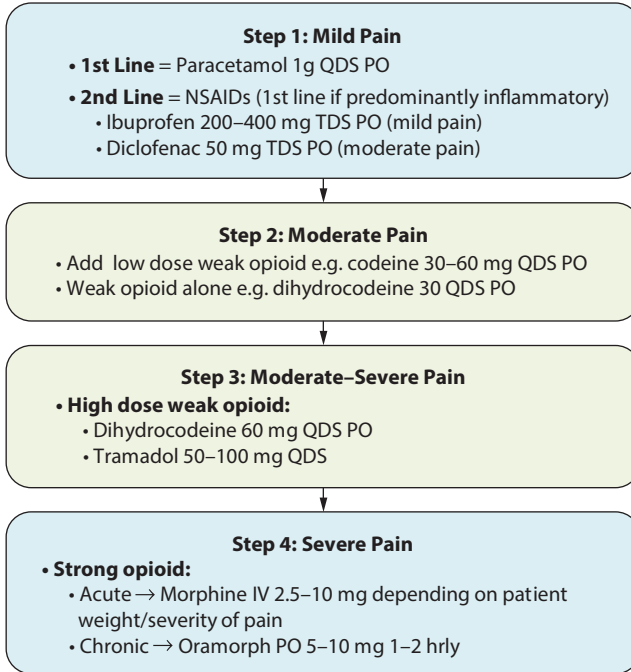 Step 1: Mild Pain
• 1st Line = Paracetamol 1g QDS PO
• 2nd Line = NSAIDs (1st line if predominantly inflammatory)
• Ibuprofen 200–400 mg TDS PO (mild pain)
• Diclofenac 50 mg TDS PO (moderate pain)
Step 2: Moderate Pain
• Add low dose weak opioid e.g. codeine 30–60 mg QDS PO
• Weak opioid alone e.g. dihydrocodeine 30 QDS PO
Step 3: Moderate–Severe Pain
• High dose weak opioid:
• Dihydrocodeine 60 mg QDS PO
• Tramadol 50–100 mg QDS
Step 4: Severe Pain
• Strong opioid:
• Acute → Morphine IV 2.5–10 mg depending on patient
weight/severity of pain
• Chronic → Oramorph PO 5–10 mg 1–2 hrly